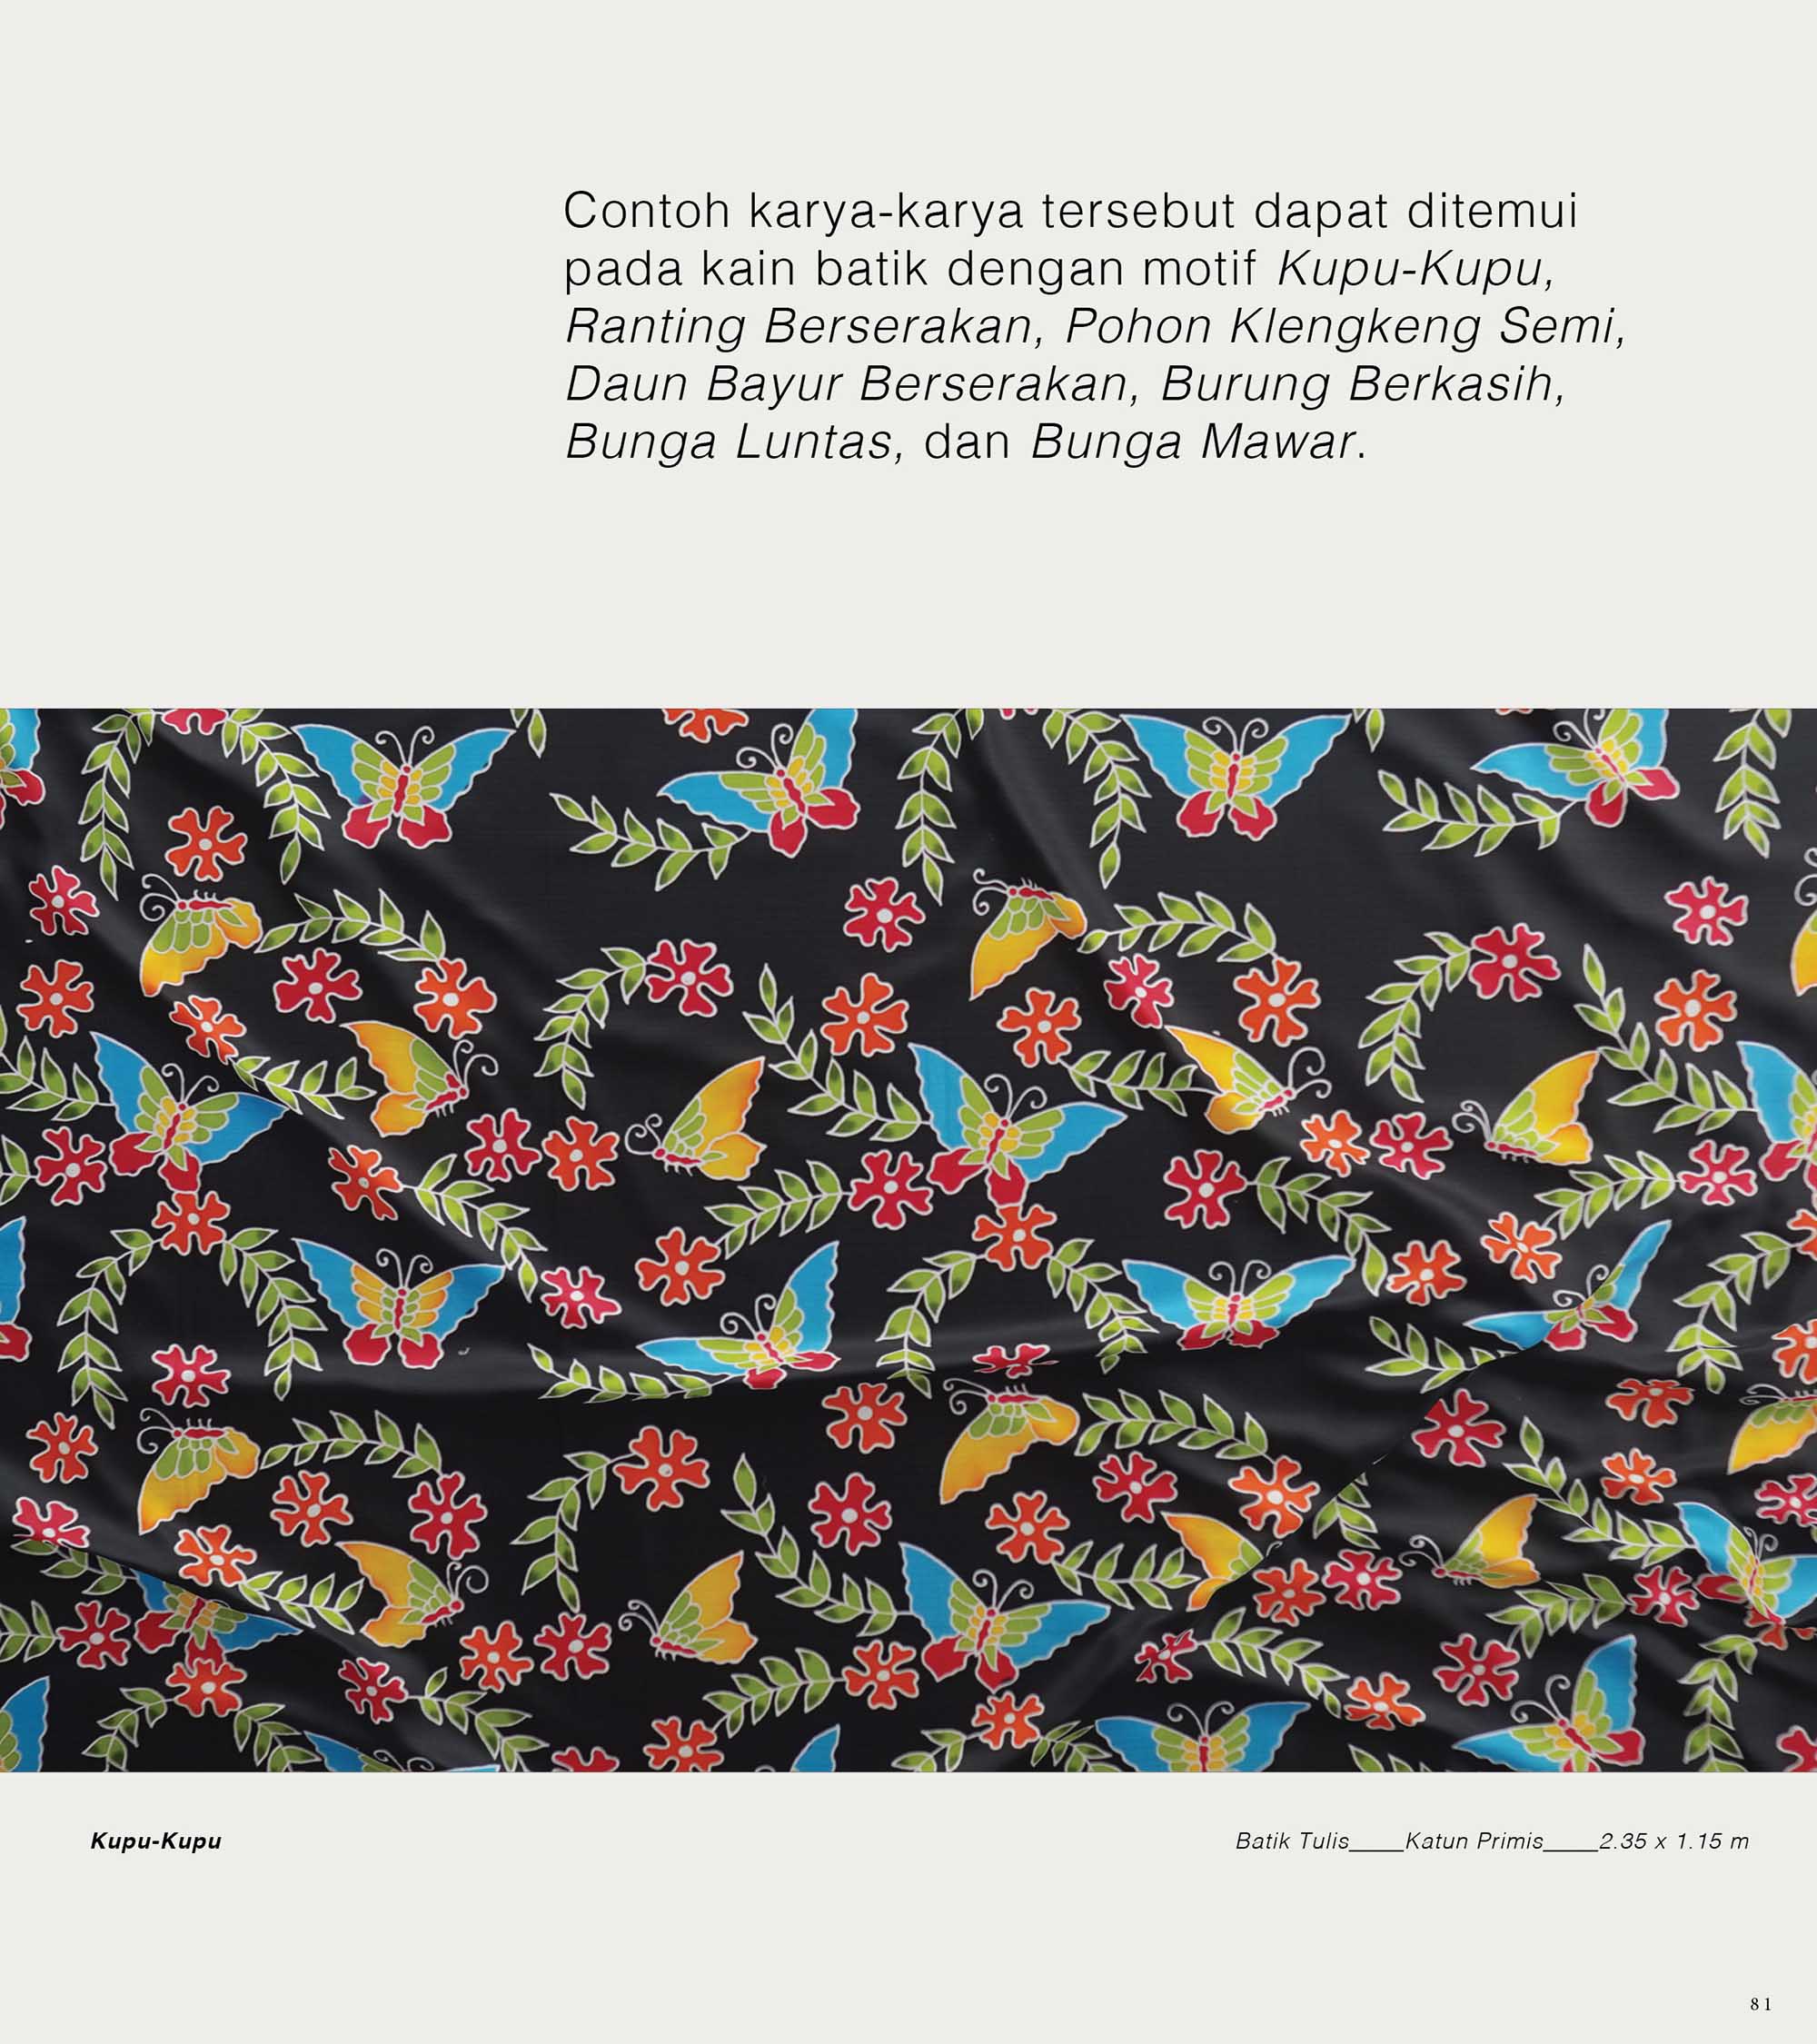 Contoh karya-karya tersebut dapat ditemui
pada kain batik dengan motif Kupu-Kupu,
Ranting Berserakan, Pohon Klengkeng Semi,
Daun Bayur Berserakan, Burung Berkasih,
Bunga Luntas, dan Bunga Mawar.
Kupu-Kupu
Batik Tulis____Katun Primis____2.35 x 1.15 m
81